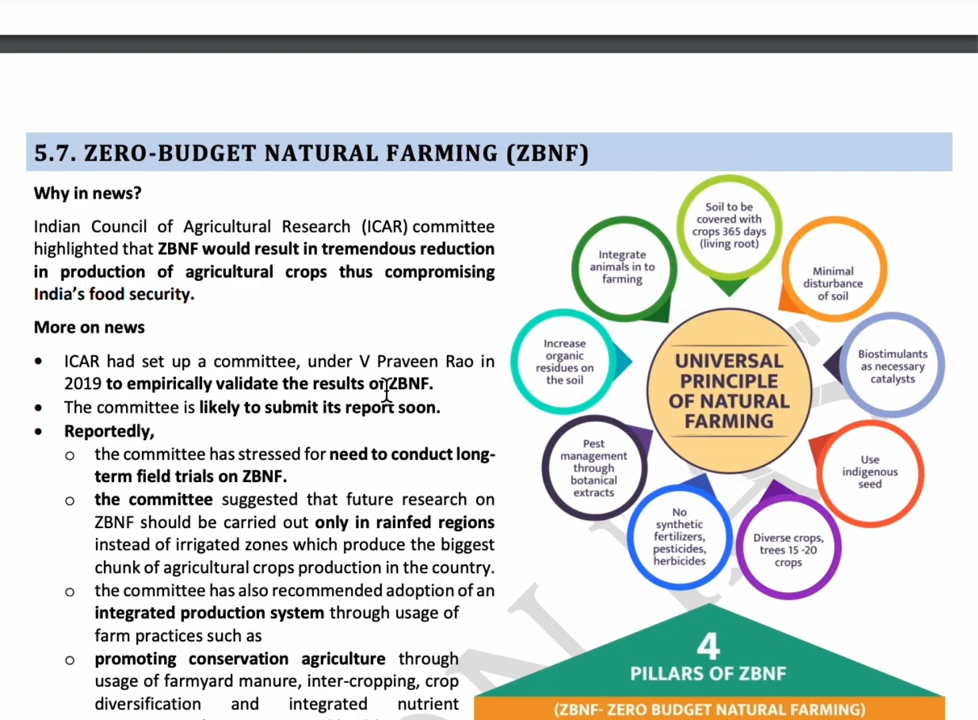 5.7. ZERO-BUDGET NATURAL FARMING (ZBNF)
Why in news?
Indian Council of Agricultural Research (ICAR) committee
highlighted that ZBNF would result in tremendous reduction
in production of agricultural crops thus compromising
India's food security.
More on news
• ICAR had set up a committee, under V Praveen Rao in
2019 to empirically validate the results on ZBNF.
• The committee is likely to submit its report soon.
• Reportedly,
o the committee has stressed for need to conduct long-
term field trials on ZBNF.
o the committee suggested that future research on
ZBNF should be carried out only in rainfed regions
instead of irrigated zones which produce the biggest
chunk of agricultural crops production in the country.
o the committee has also recommended adoption of an
integrated production system through usage of
farm practices such as
o promoting conservation agriculture through
usage of farmyard manure, inter-cropping, crop
diversification and integrated nutrient
Soil to be
covered with
crops 365 days
(living root)
Minimal
disturbance
of soil
Biostimulants
as necessary
catalysts
Use
indigenous
seed
Diverse crops,
trees 15 -20
crops
No
synthetic
fertilizers,
pesticides,
herbicides
Pest
management
through
botanical
extracts
Increase
organic
residues on
the soil
Integrate
animals in to
farming
UNIVERSAL
PRINCIPLE
OF NATURAL
FARMING
4
PILLARS OF ZBNF
(ZBNF- ZERO BUDGET NATURAL FARMING)